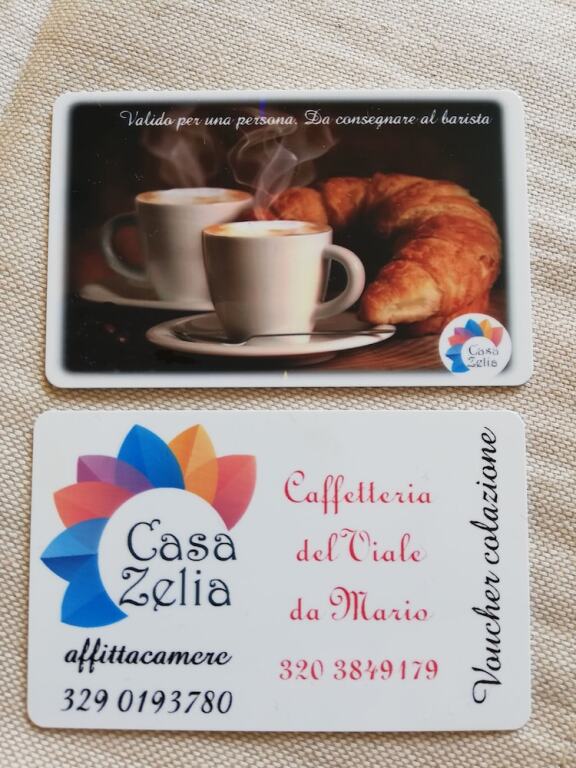 Valido per una persona. Da consegnare al barista
Casa
Zelia
Casa
Zelia
affittacamere
329 0193780
Caffetteria
del Viale
da Mario
320 3849179
Voucher colazione